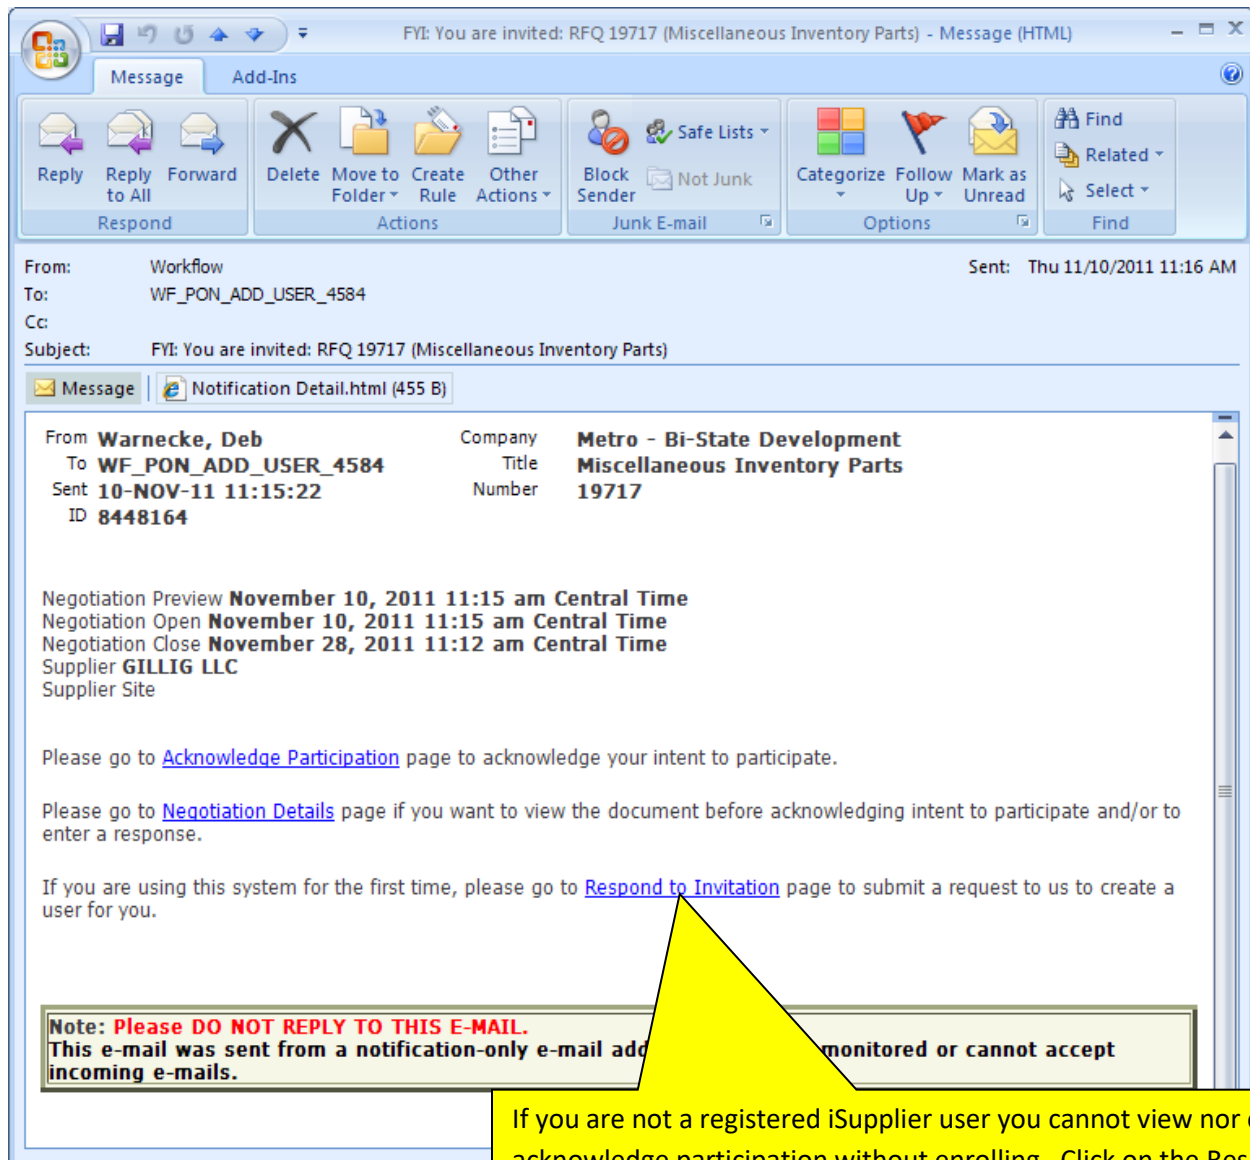 FYI: You are invited: RFQ 19717 (Miscellaneous Inventory Parts) - Message (HTML)
Message Add-Ins
Reply Reply to All Forward
Respond
Delete Move to Folder Create Rule Other Actions
Actions
Block Sender Safe Lists Not Junk
Junk E-mail
Categorize Follow Up Mark as Unread
Options
Find
Related
Select
Find
From: Workflow Sent: Thu 11/10/2011 11:16 AM
To: WF_PON_ADD_USER_4584
Cc:
Subject: FYI: You are invited: RFQ 19717 (Miscellaneous Inventory Parts)
Message Notification Detail.html (455 B)
From Warnecke, Deb Company Metro - Bi-State Development
To WF_PON_ADD_USER_4584 Title Miscellaneous Inventory Parts
Sent 10-NOV-11 11:15:22 Number 19717
ID 8448164
Negotiation Preview November 10, 2011 11:15 am Central Time
Negotiation Open November 10, 2011 11:15 am Central Time
Negotiation Close November 28, 2011 11:12 am Central Time
Supplier GILLIG LLC
Supplier Site
Please go to Acknowledge Participation page to acknowledge your intent to participate.
Please go to Negotiation Details page if you want to view the document before acknowledging intent to participate and/or to
enter a response.
If you are using this system for the first time, please go to Respond to Invitation page to submit a request to us to create a
user for you.
Note: Please DO NOT REPLY TO THIS E-MAIL.
This e-mail was sent from a notification-only e-mail add monitored or cannot accept
incoming e-mails.
If you are not a registered iSupplier user you cannot view nor
acknowledge participation without enrolling. Click on the Res